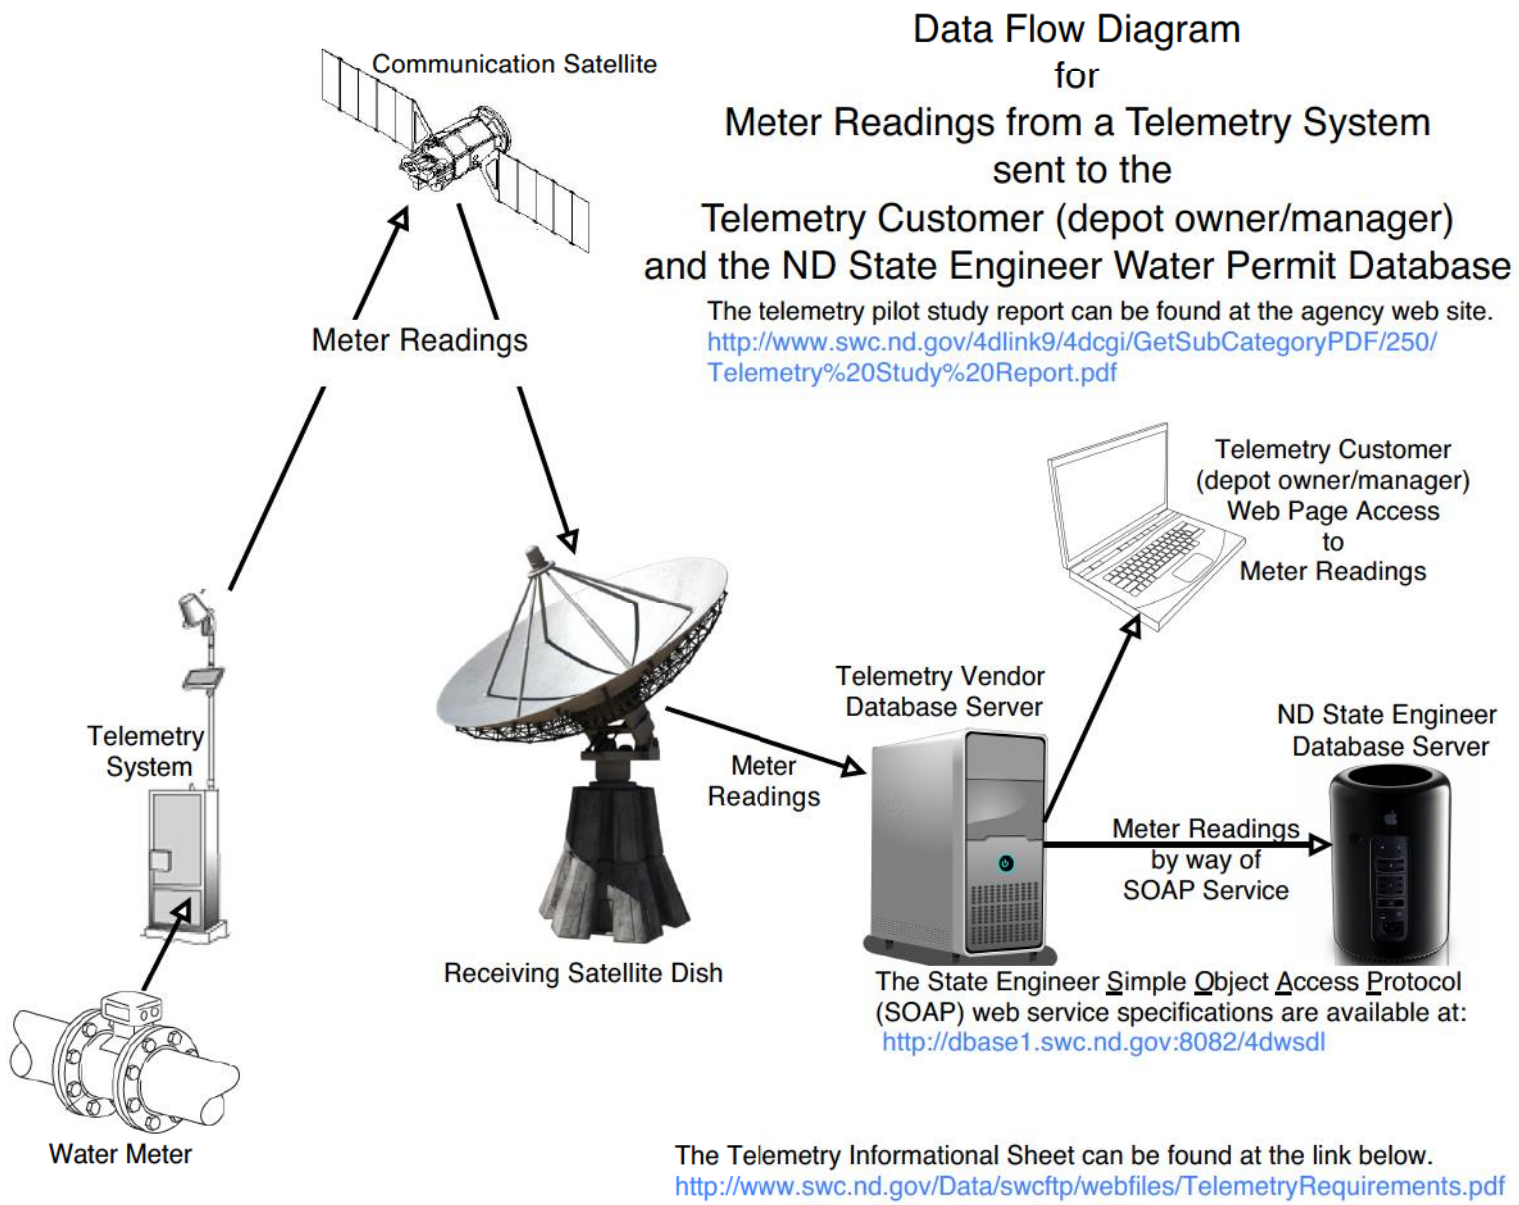 Data Flow Diagram
for
Meter Readings from a Telemetry System
sent to the
Telemetry Customer (depot owner/manager)
and the ND State Engineer Water Permit Database
The telemetry pilot study report can be found at the agency web site.
http://www.swc.nd.gov/4dlink9/4dcgi/GetSubCategoryPDF/250/
Telemetry%20Study%20Report.pdf
Communication Satellite
Meter Readings
Telemetry Customer
(depot owner/manager)
Web Page Access
to
Meter Readings
Telemetry Vendor
Database Server
ND State Engineer
Database Server
Telemetry
System
Meter
Readings
Meter Readings
by way of
SOAP Service
Receiving Satellite Dish
The State Engineer Simple Object Access Protocol
(SOAP) web service specifications are available at:
http://dbase1.swc.nd.gov:8082/4dwsdl
Water Meter
The Telemetry Informational Sheet can be found at the link below.
http://www.swc.nd.gov/Data/swcftp/webfiles/TelemetryRequirements.pdf